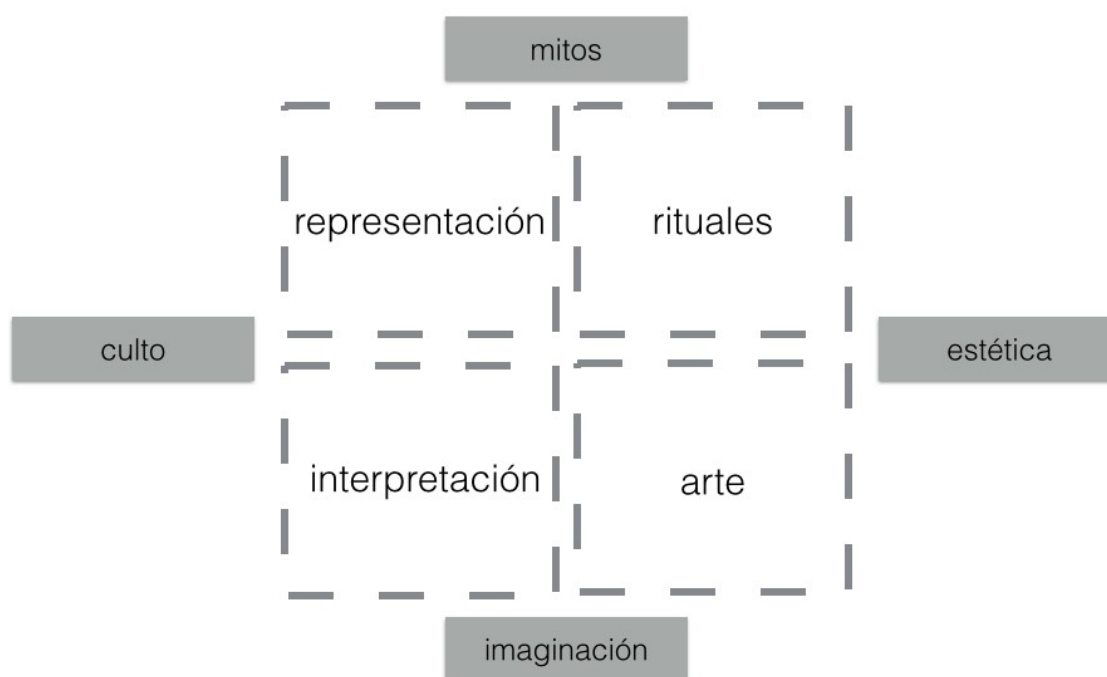 mitos
representación
rituales
culto
estética
interpretación
arte
imaginación